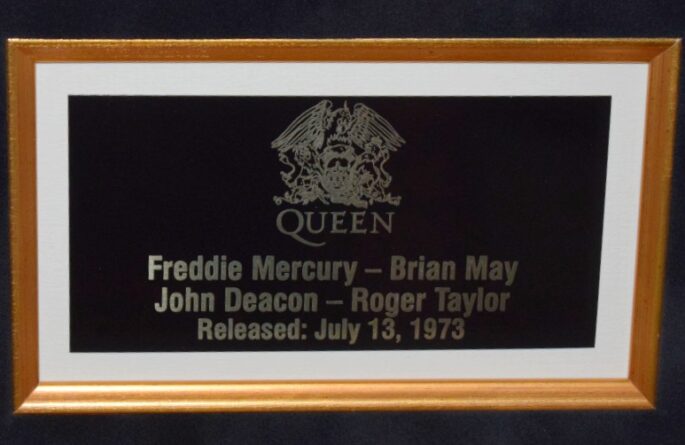 QUEEN
Freddie Mercury – Brian May
John Deacon – Roger Taylor
Released: July 13, 1973